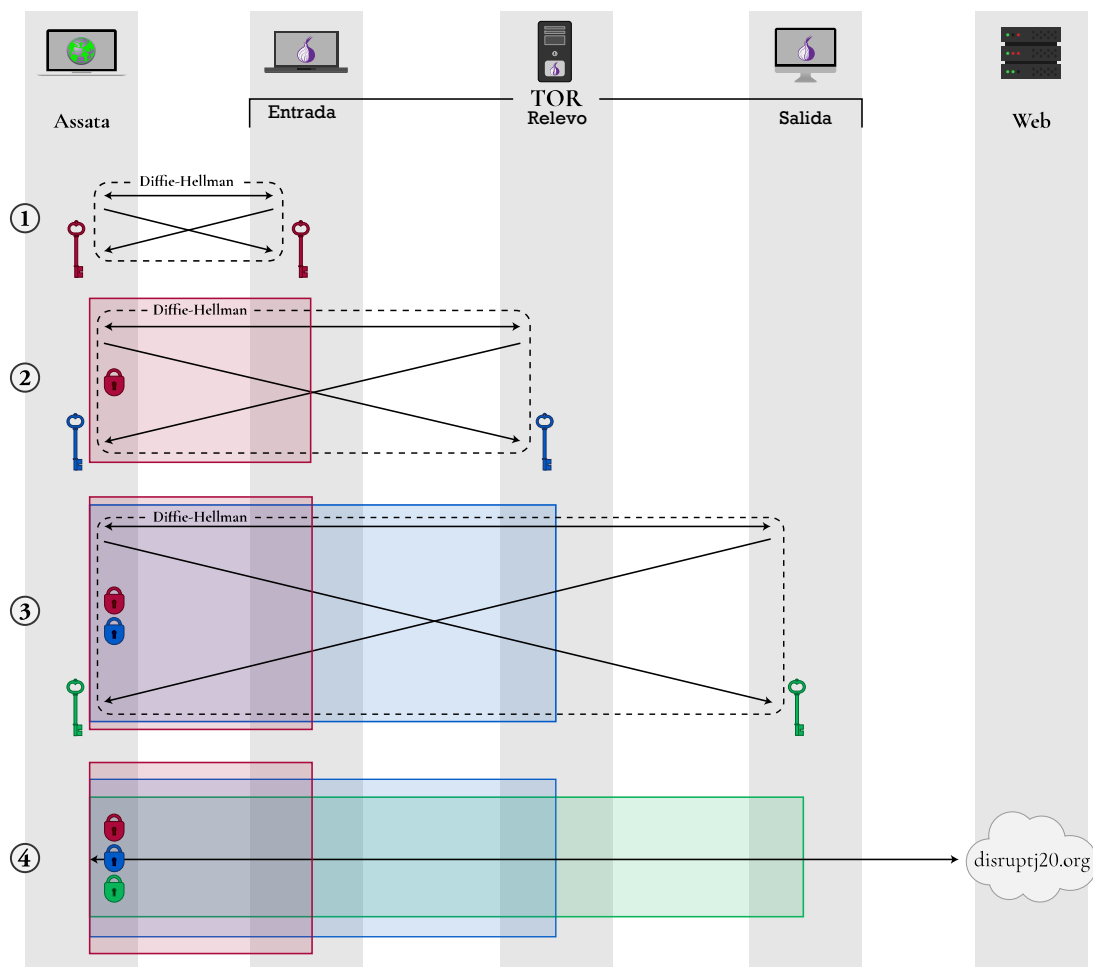 Assata
Entrada
TOR
Relevo
Salida
Web
1
Diffie-Hellman
2
Diffie-Hellman
3
Diffie-Hellman
4
disruptj20.org